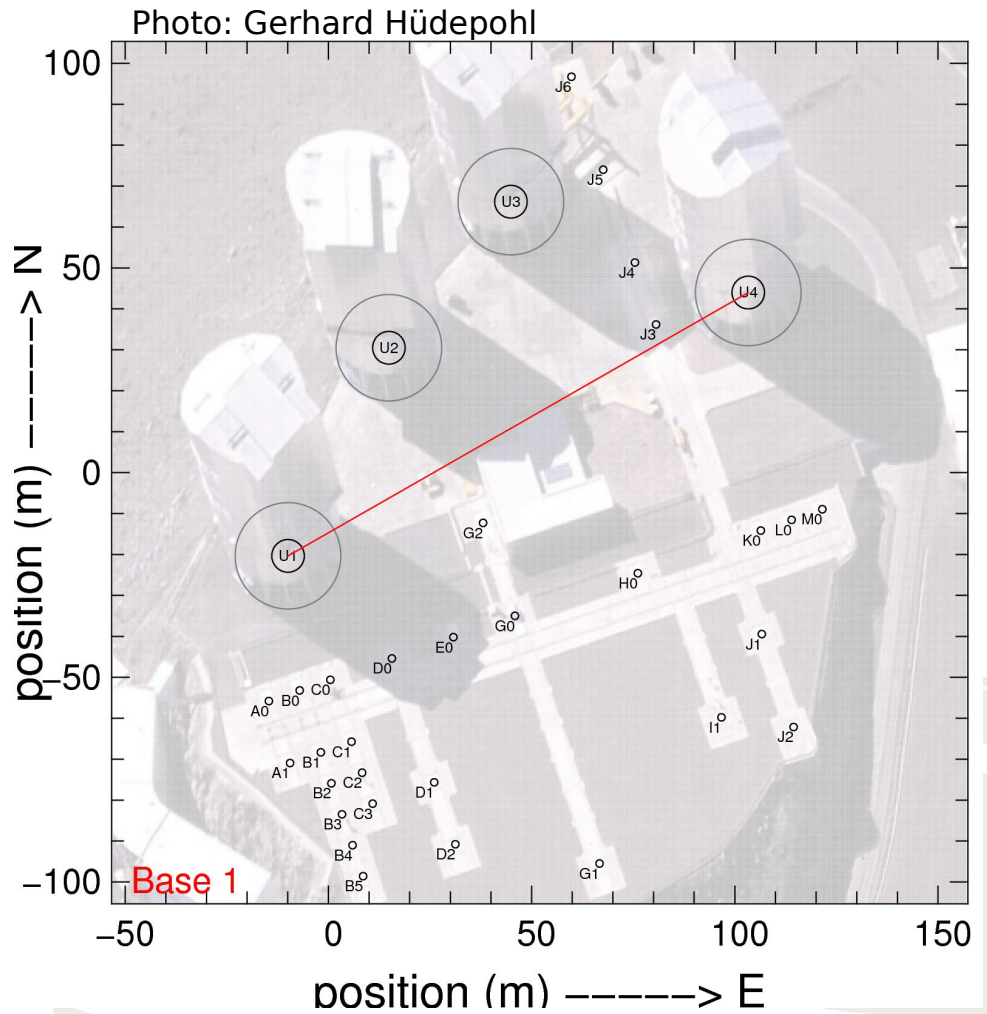 Photo: Gerhard Hüdepohl
100
50
0
−50
−100
position (m) −−−−−> N
J6
J5
U3
J4
U4
J3
U2
M0
L0
G2
K0
U1
H0
G0
J1
E0
D0
C0
B0
A0
I1
J2
C1
B1
A1
C2
B2
D1
C3
B3
D2
B4
G1
B5
Base 1
−50
0
50
100
150
position (m) −−−−−> E